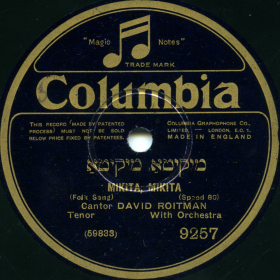 "Magic Notes"
TRADE MARK
Columbia
THIS RECORD "MADE BY PATENTED
PROCESS" MUST NOT BE SOLD
BELOW PRICE FIXED BY PATENTEES.
COLUMBIA GRAPHOPHONE CO.,
LIMITED. — LONDON, E.C. 1.
MADE IN ENGLAND
מיקיטא מיקיטא
MIKITA, MIKITA
(Folk Song) (Speed 80)
Cantor DAVID ROITMAN
Tenor With Orchestra
(59833) 9257